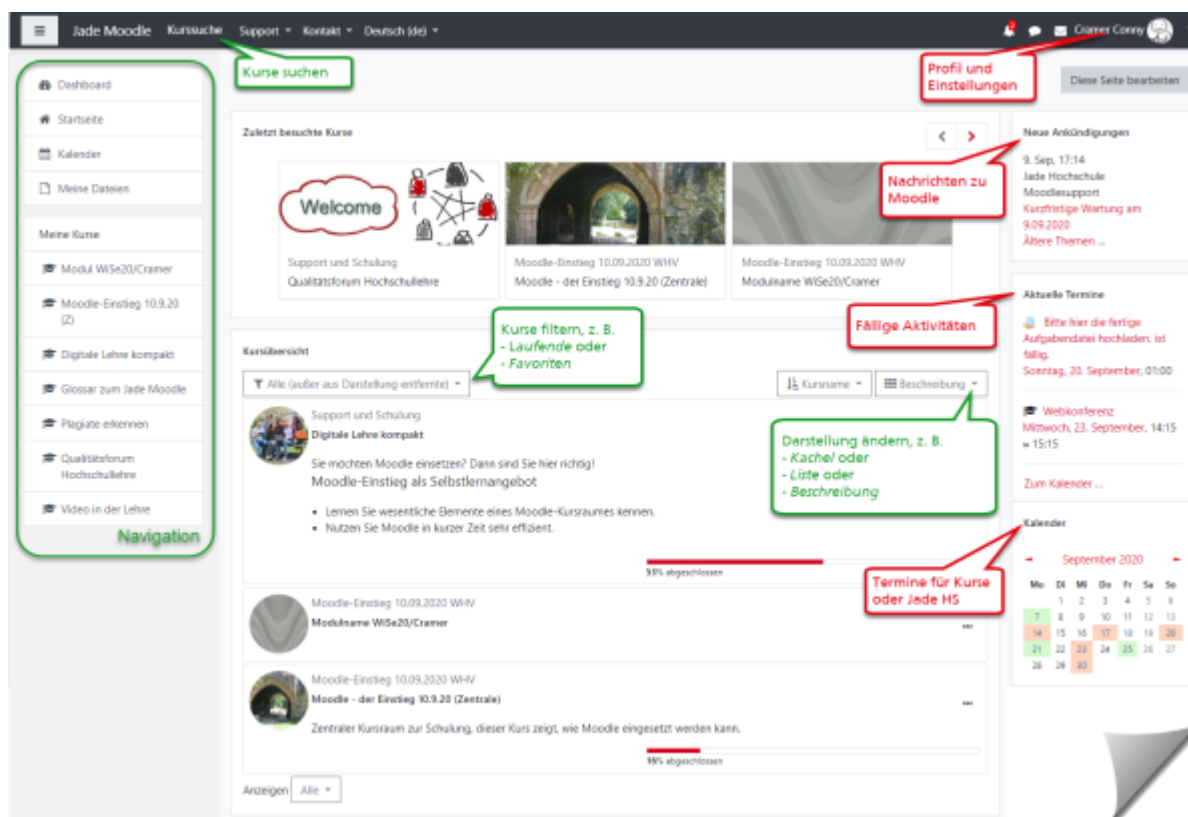 Jade Moodle Kurssuche Support Kontakt Deutsch (de)
2 Cramer Conny
Kurse suchen
Profil und
Einstellungen
Diese Seite bearbeiten
Dashboard
Startseite
Kalender
Meine Dateien
Meine Kurse
Modul WiSe20/Cramer
Moodle-Einstieg 10.9.20
(Z)
Digitale Lehre kompakt
Glossar zum Jade Moodle
Plagiate erkennen
Qualitätsforum
Hochschullehre
Video in der Lehre
Navigation
Zuletzt besuchte Kurse
Welcome
Support und Schulung
Qualitätsforum Hochschullehre
Moodle-Einstieg 10.09.2020 WHV
Moodle - der Einstieg 10.9.20 (Zentrale)
Moodle-Einstieg 10.09.2020 WHV
Modulname WiSe20/Cramer
Kursübersicht
Kurse filtern, z. B.
- Laufende oder
- Favoriten
Alle (außer aus Darstellung entfernte)
Kursname
Beschreibung
Darstellung ändern, z. B.
- Kachel oder
- Liste oder
- Beschreibung
Support und Schulung
Digitale Lehre kompakt
Sie möchten Moodle einsetzen? Dann sind Sie hier richtig!
Moodle-Einstieg als Selbstlernangebot
• Lernen Sie wesentliche Elemente eines Moodle-Kursraumes kennen.
• Nutzen Sie Moodle in kurzer Zeit sehr effizient.
53% abgeschlossen
Moodle-Einstieg 10.09.2020 WHV
Modulname WiSe20/Cramer
...
Moodle-Einstieg 10.09.2020 WHV
Moodle - der Einstieg 10.9.20 (Zentrale)
...
Zentraler Kursraum zur Schulung, dieser Kurs zeigt, wie Moodle eingesetzt werden kann.
16% abgeschlossen
Anzeigen Alle
Nachrichten zu
Moodle
Neue Ankündigungen
9. Sep, 17:14
Jade Hochschule
Moodlesupport
Kurzfristige Wartung am
9.09.2020
Ältere Themen ...
Fällige Aktivitäten
Aktuelle Termine
Bitte hier die fertige
Aufgabendatei hochladen. ist
fällig.
Sonntag, 20. September, 01:00
Webkonferenz
Mittwoch, 23. September, 14:15
» 15:15
Zum Kalender ...
Termine für Kurse
oder Jade HS
Kalender
◄ September 2020 ►
Mo Di Mi Do Fr Sa So
1 2 3 4 5 6
7 8 9 10 11 12 13
14 15 16 17 18 19 20
21 22 23 24 25 26 27
28 29 30